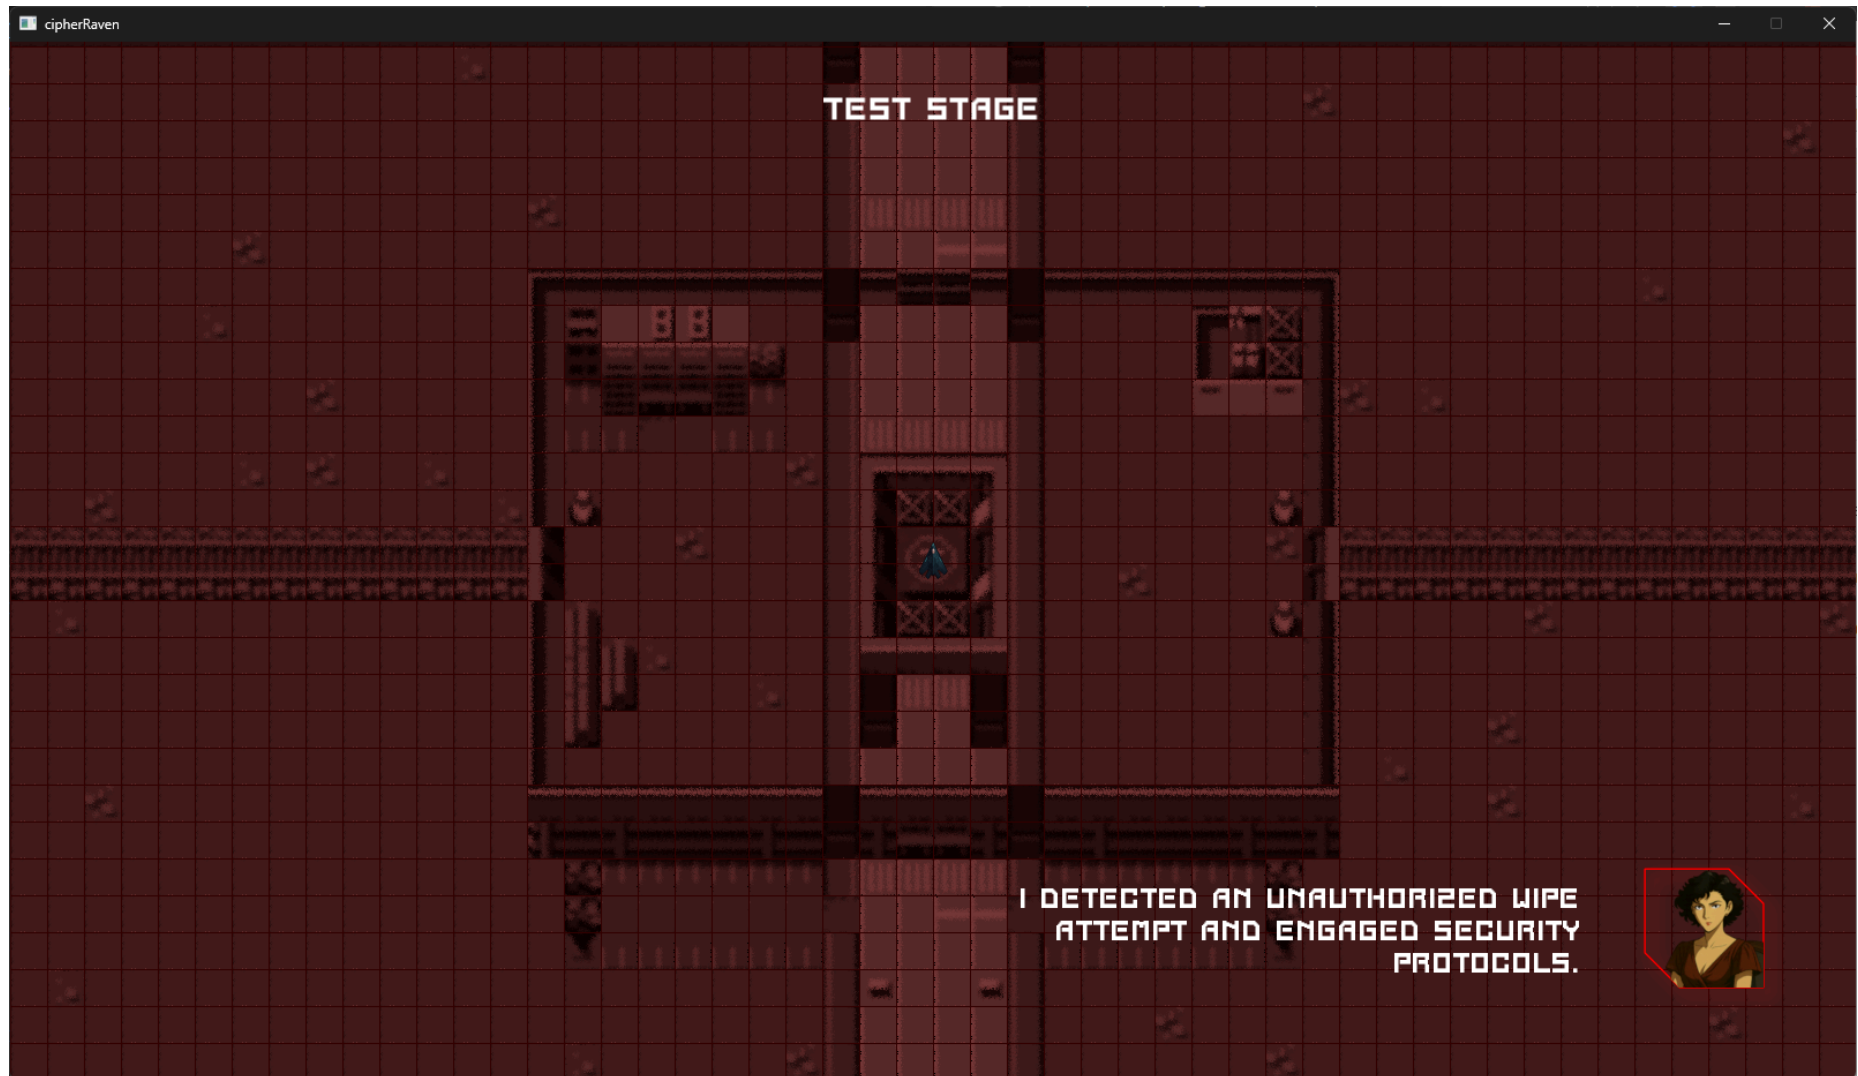 cipherRaven
TEST STAGE
I DETECTED AN UNAUTHORIZED WIPE
ATTEMPT AND ENGAGED SECURITY
PROTOCOLS.